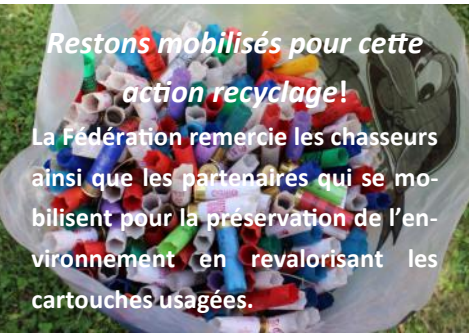 Restons mobilisés pour cette
action recyclage!
La Fédération remercie les chasseurs
ainsi que les partenaires qui se mo-
bilisent pour la préservation de l'en-
vironnement en revalorisant les
cartouches usagées.